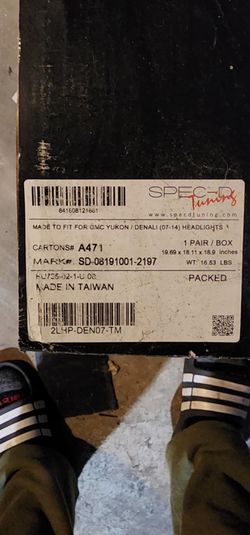 SPEC-D
Tuning
www.specdtuning.com
MADE TO FIT FOR GMC YUKON / DENALI (07-14) HEADLIGHTS
CARTONS# A471
1 PAIR / BOX
19.69 x 18.11 x 18.9 Inches
MARK#. SD-08191001-2197
WT: 16.53 LBS
PACKED
MADE IN TAIWAN
2LHP-DEN07-TM